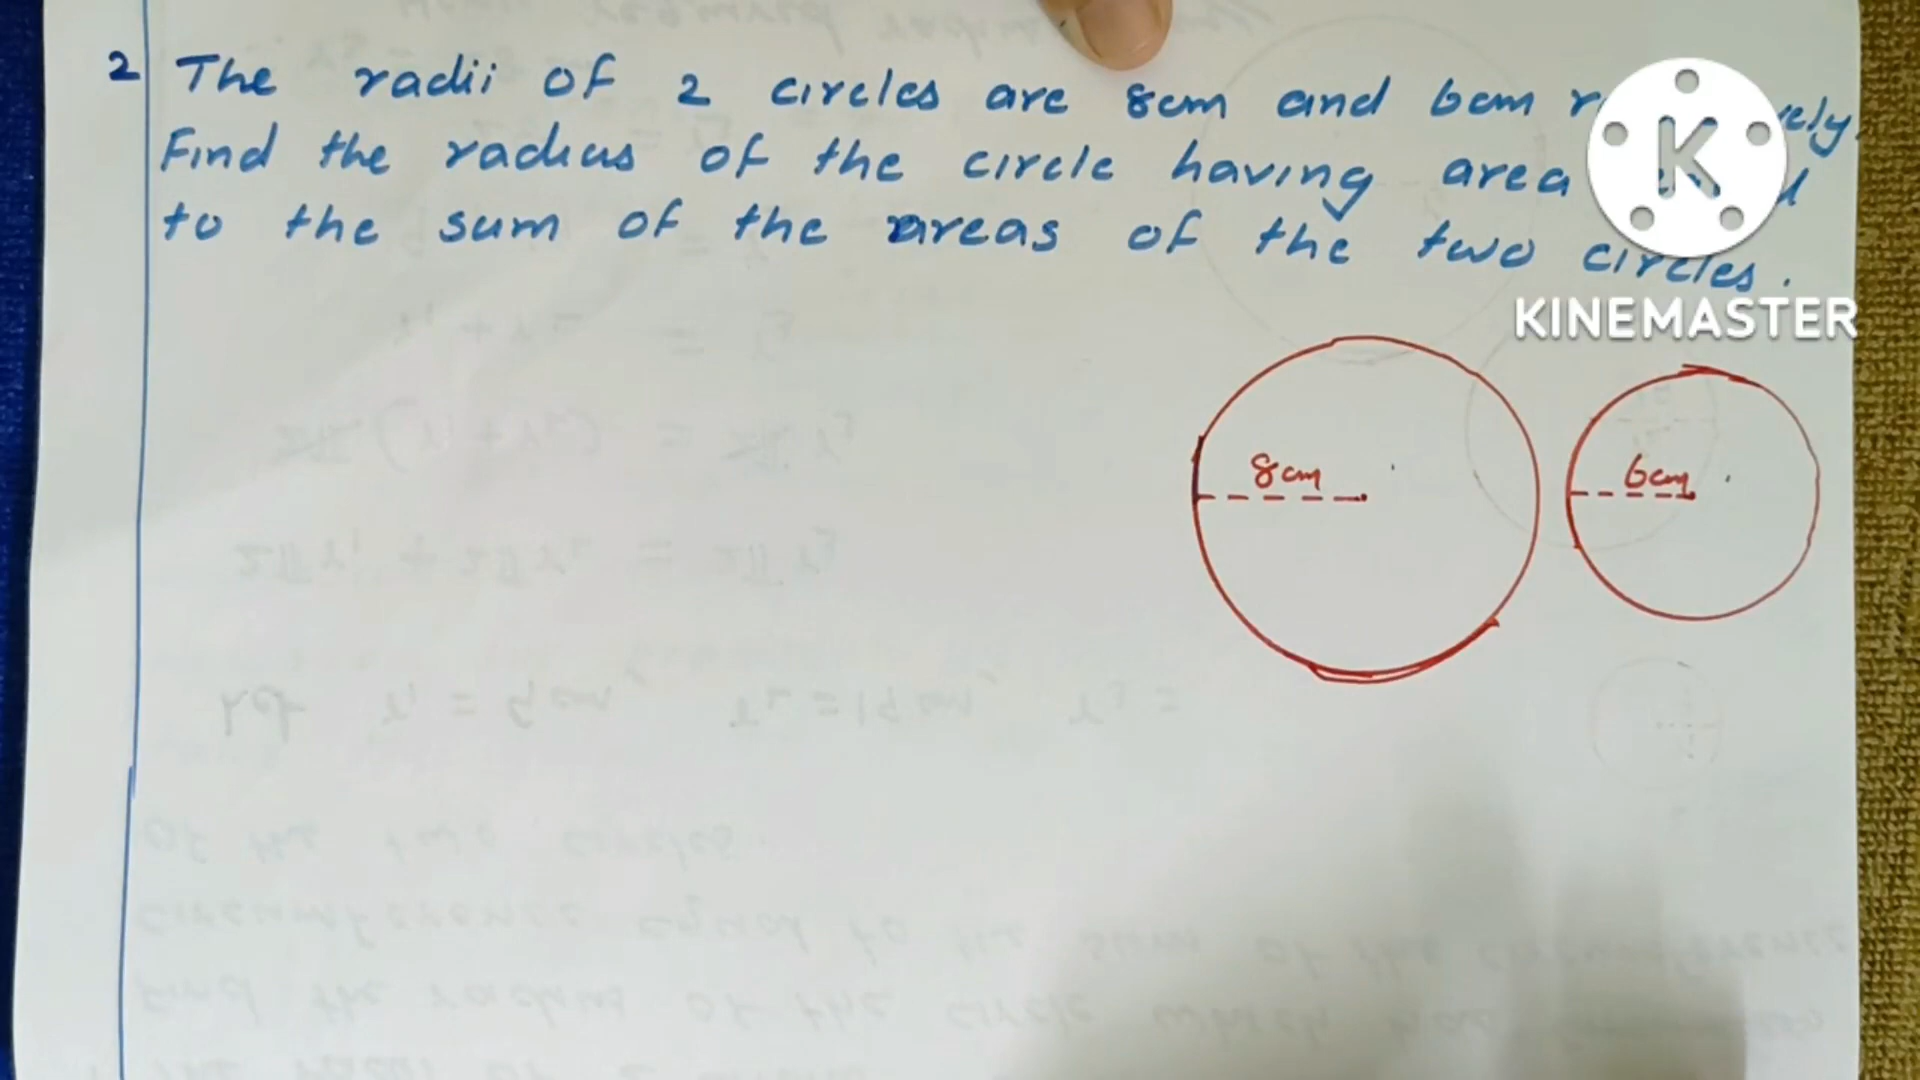 2 The radii of 2 circles are 8cm and 6cm
Find the radius of the circle having area
to the sum of the areas of the two circles.
K
KINEMASTER
8cm
6cm